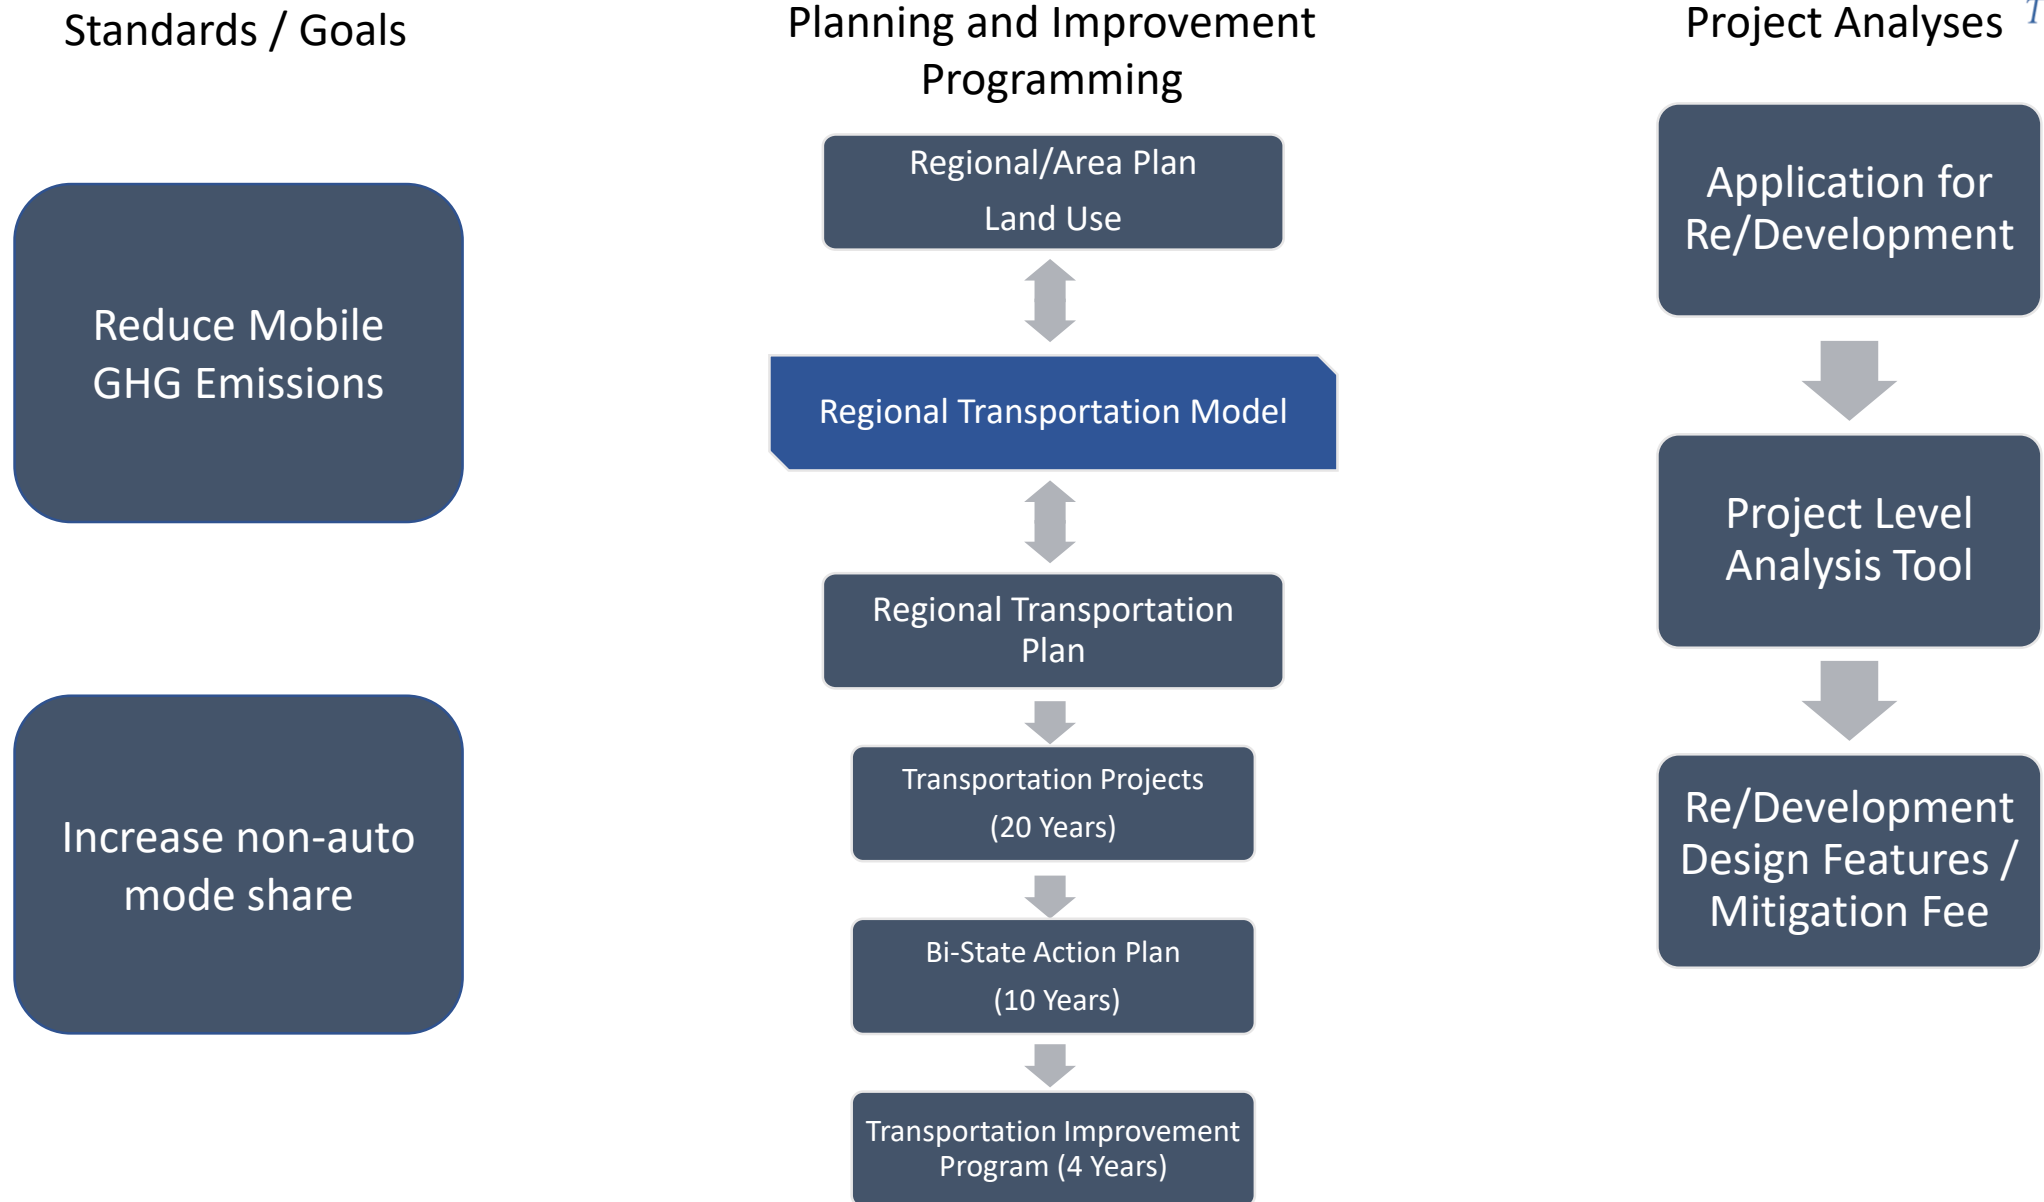 Standards / Goals
Reduce Mobile
GHG Emissions
Increase non-auto
mode share
Planning and Improvement
Programming
Regional/Area Plan
Land Use
Regional Transportation Model
Regional Transportation
Plan
Transportation Projects
(20 Years)
Bi-State Action Plan
(10 Years)
Transportation Improvement
Program (4 Years)
Project Analyses
T
Application for
Re/Development
Project Level
Analysis Tool
Re/Development
Design Features /
Mitigation Fee